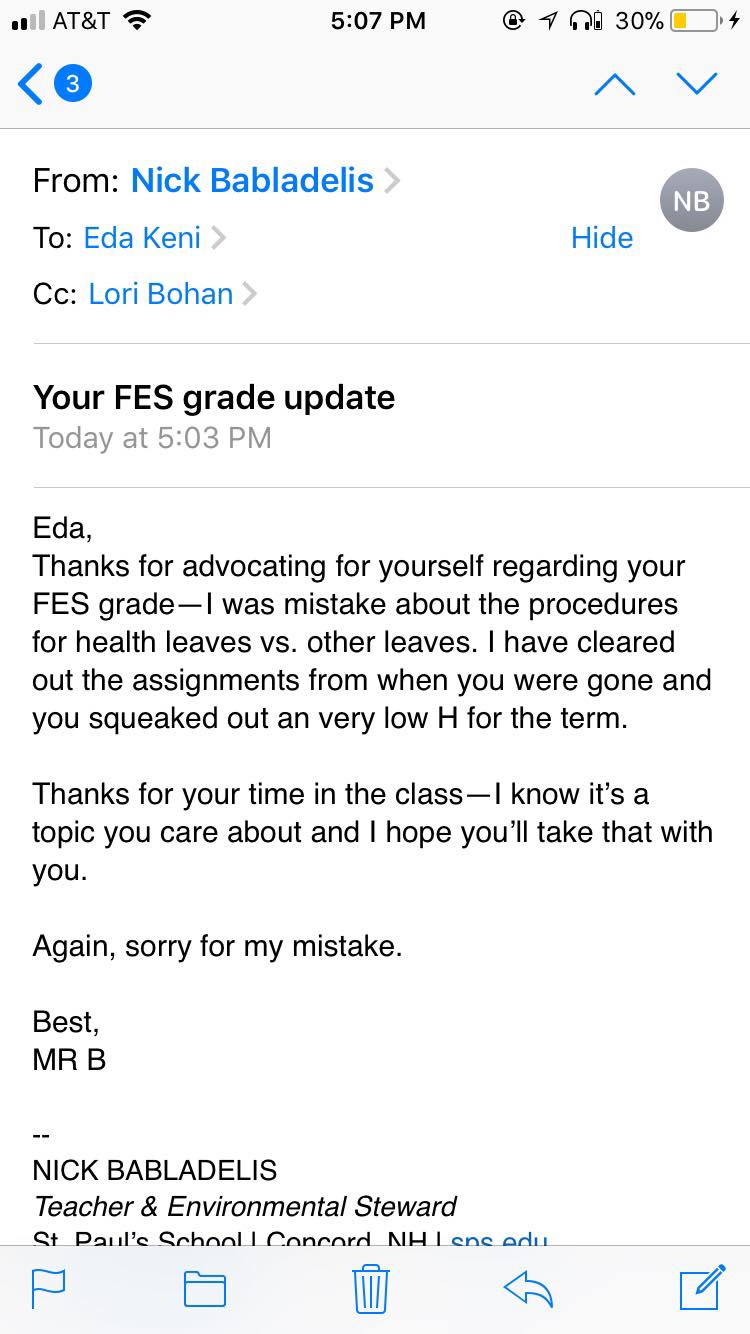 AT&T 5:07 PM 30%
3
From: Nick Babladelis
NB
To: Eda Keni Hide
Cc: Lori Bohan
Your FES grade update
Today at 5:03 PM
Eda,
Thanks for advocating for yourself regarding your
FES grade—I was mistake about the procedures
for health leaves vs. other leaves. I have cleared
out the assignments from when you were gone and
you squeaked out an very low H for the term.
Thanks for your time in the class—I know it’s a
topic you care about and I hope you’ll take that with
you.
Again, sorry for my mistake.
Best,
MR B
--
NICK BABLADELIS
Teacher & Environmental Steward
St. Paul’s School | Concord, NH | sps.edu